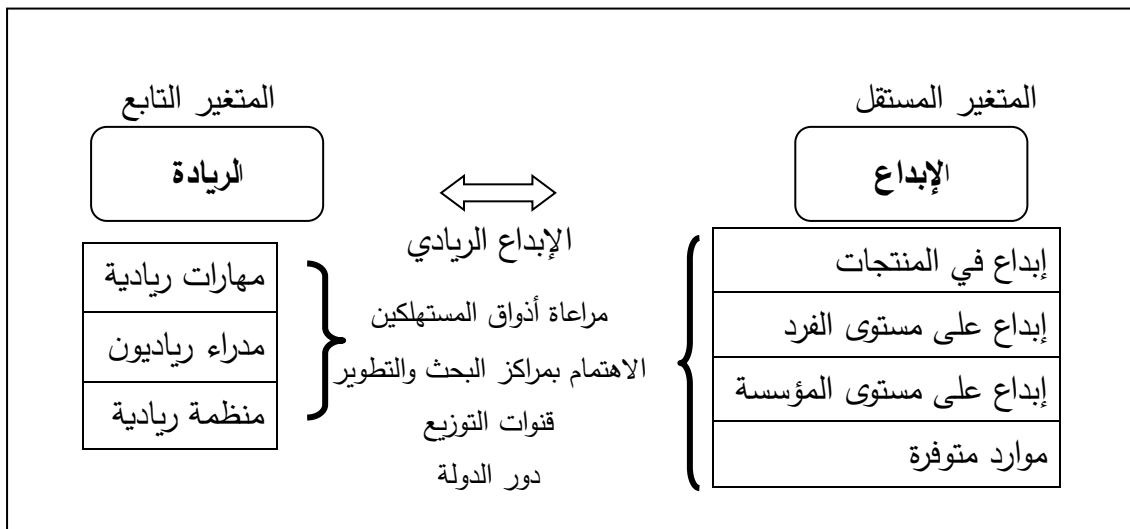 المتغير المستقل
الإبداع
إبداع في المنتجات
إبداع على مستوى الفرد
إبداع على مستوى المؤسسة
موارد متوفرة
الإبداع الريادي
مراعاة أذواق المستهلكين
الاهتمام بمراكز البحث والتطوير
قنوات التوزيع
دور الدولة
المتغير التابع
الريادة
مهارات ريادية
مدراء رياديون
منظمة ريادية